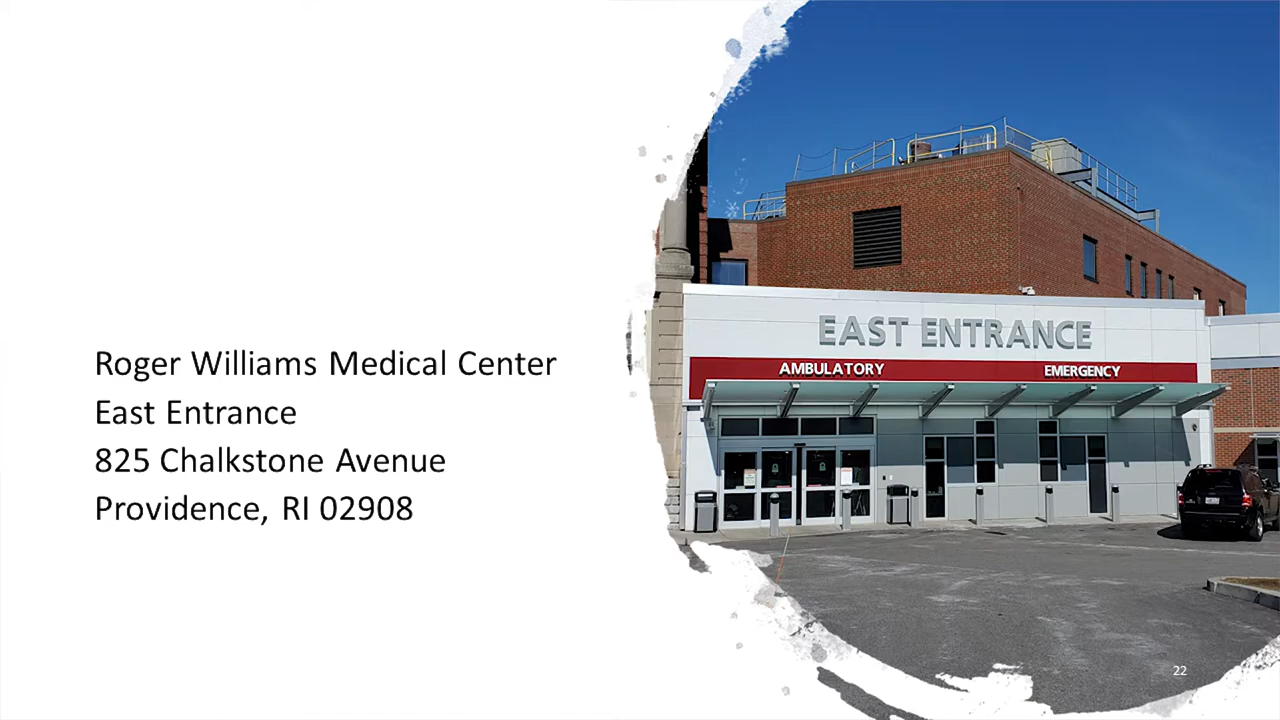 Roger Williams Medical Center
East Entrance
825 Chalkstone Avenue
Providence, RI 02908
EAST ENTRANCE
AMBULATORY EMERGENCY
22